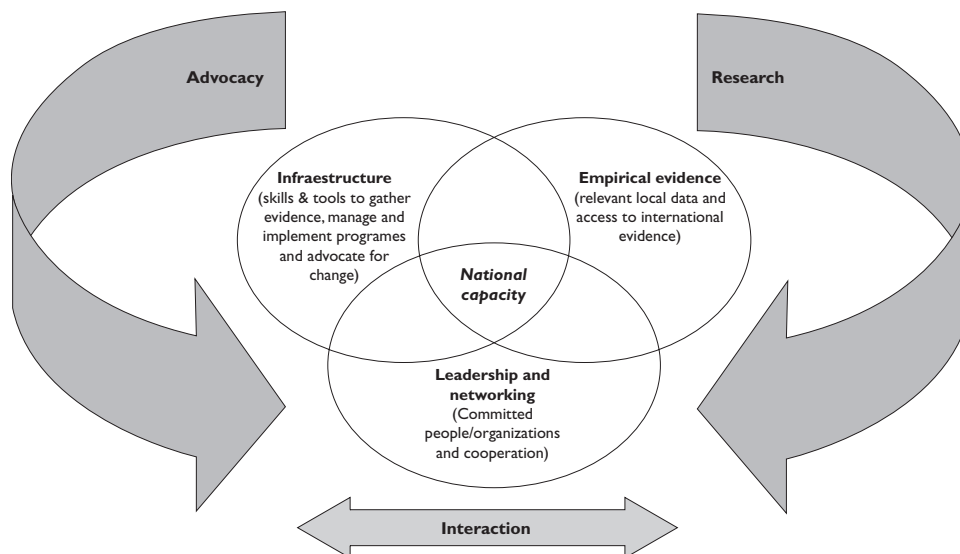 Advocacy
Research
Infraestructure
(skills & tools to gather
evidence, manage and
implement programes
and advocate for
change)
Empirical evidence
(relevant local data and
access to international
evidence)
National
capacity
Leadership and
networking
(Committed
people/organizations
and cooperation)
Interaction